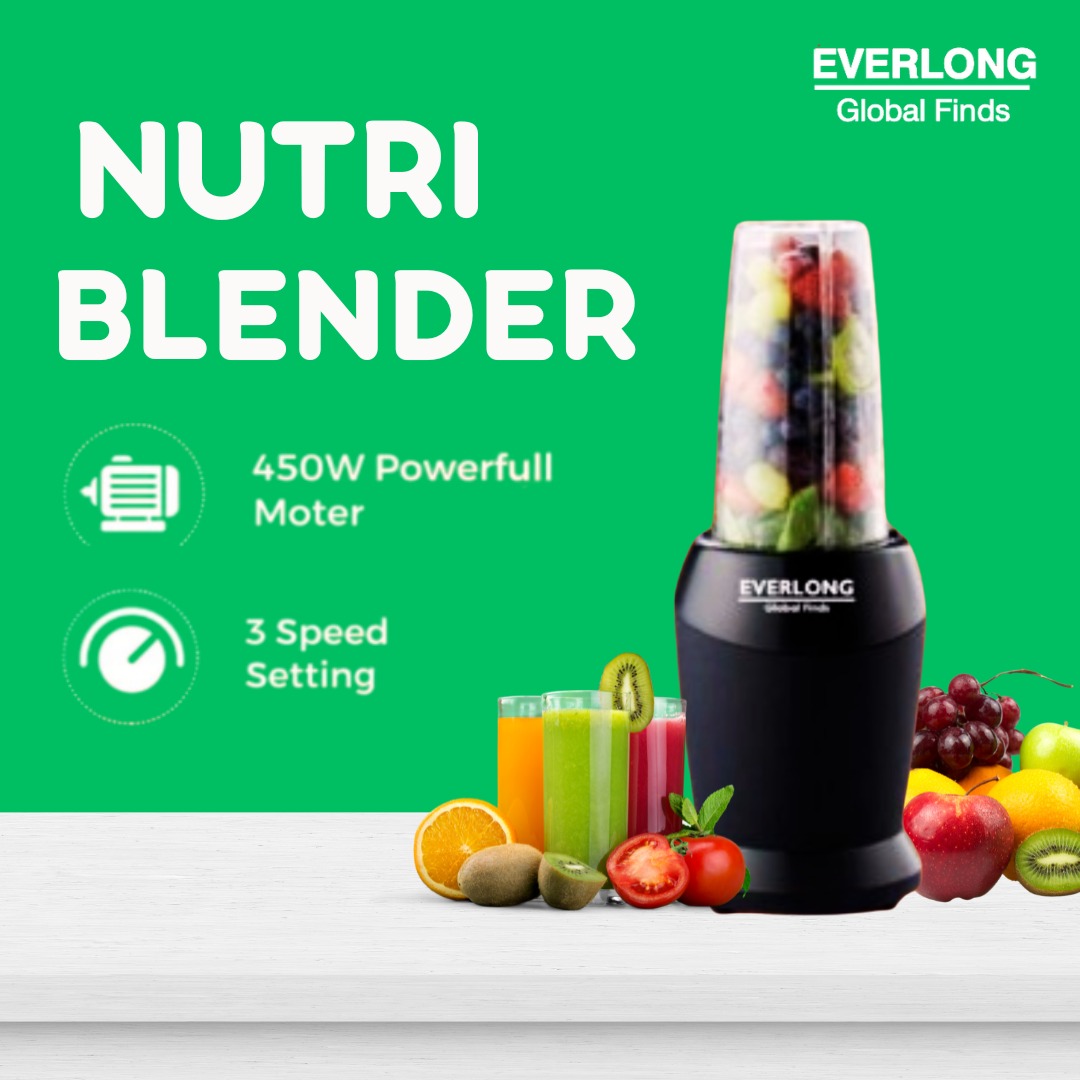 EVERLONG
Global Finds
NUTRI
BLENDER
450W Powerfull
Moter
3 Speed
Setting
EVERLONG
Global Finds